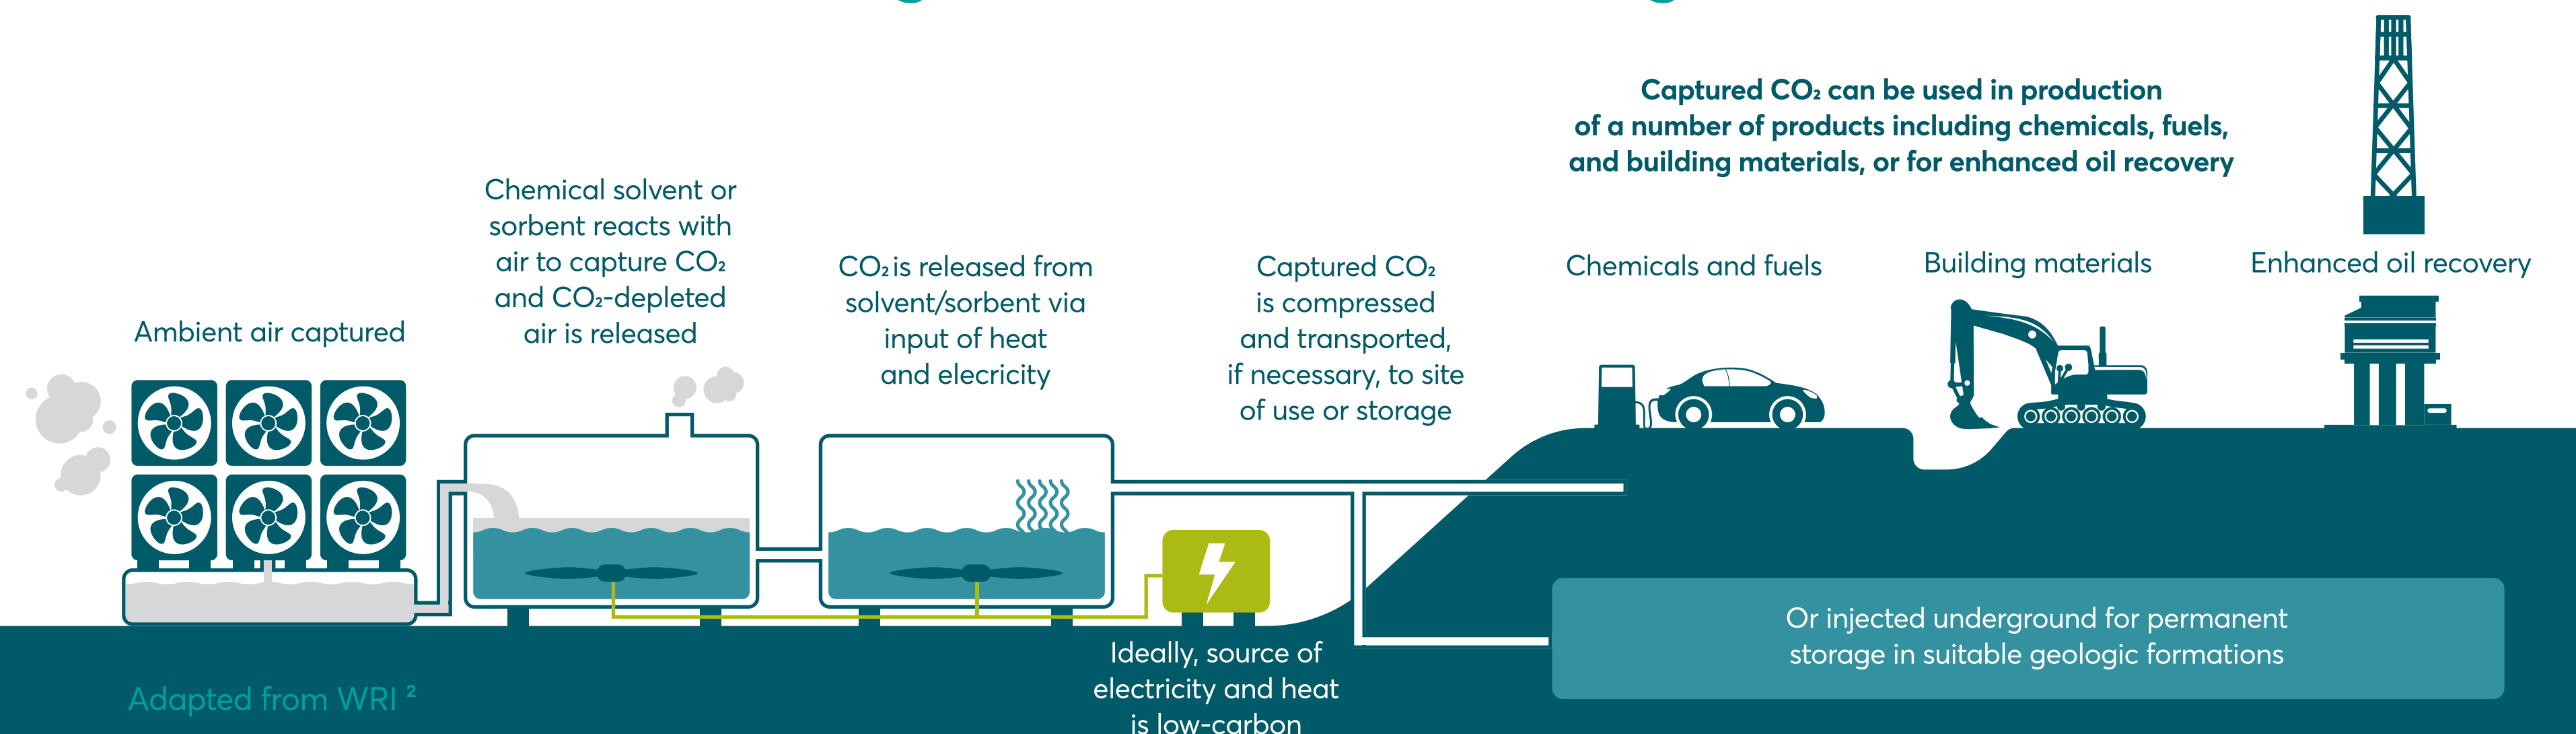 Ambient air captured
Chemical solvent or
sorbent reacts with
air to capture CO₂
and CO₂-depleted
air is released
CO₂ is released from
solvent/sorbent via
input of heat
and elecricity
Captured CO₂
is compressed
and transported,
if necessary, to site
of use or storage
Captured CO₂ can be used in production
of a number of products including chemicals, fuels,
and building materials, or for enhanced oil recovery
Chemicals and fuels
Building materials
Enhanced oil recovery
Ideally, source of
electricity and heat
is low-carbon
Or injected underground for permanent
storage in suitable geologic formations
Adapted from WRI ²